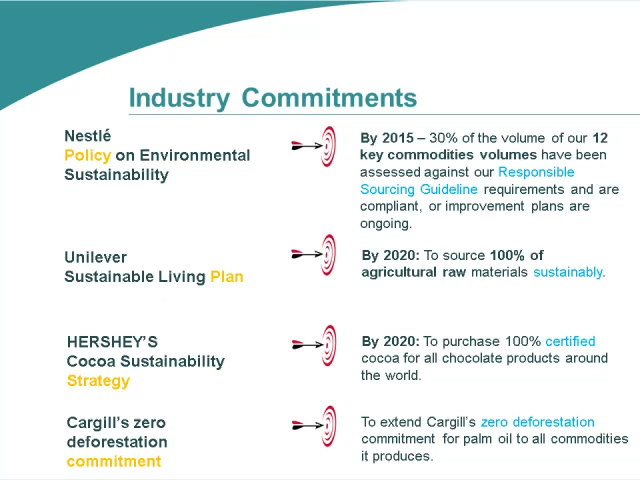 Industry Commitments
Nestlé
Policy on Environmental
Sustainability
By 2015 – 30% of the volume of our 12
key commodities volumes have been
assessed against our Responsible
Sourcing Guideline requirements and are
compliant, or improvement plans are
ongoing.
Unilever
Sustainable Living Plan
By 2020: To source 100% of
agricultural raw materials sustainably.
HERSHEY'S
Cocoa Sustainability
Strategy
By 2020: To purchase 100% certified
cocoa for all chocolate products around
the world.
Cargill's zero
deforestation
commitment
To extend Cargill's zero deforestation
commitment for palm oil to all commodities
it produces.